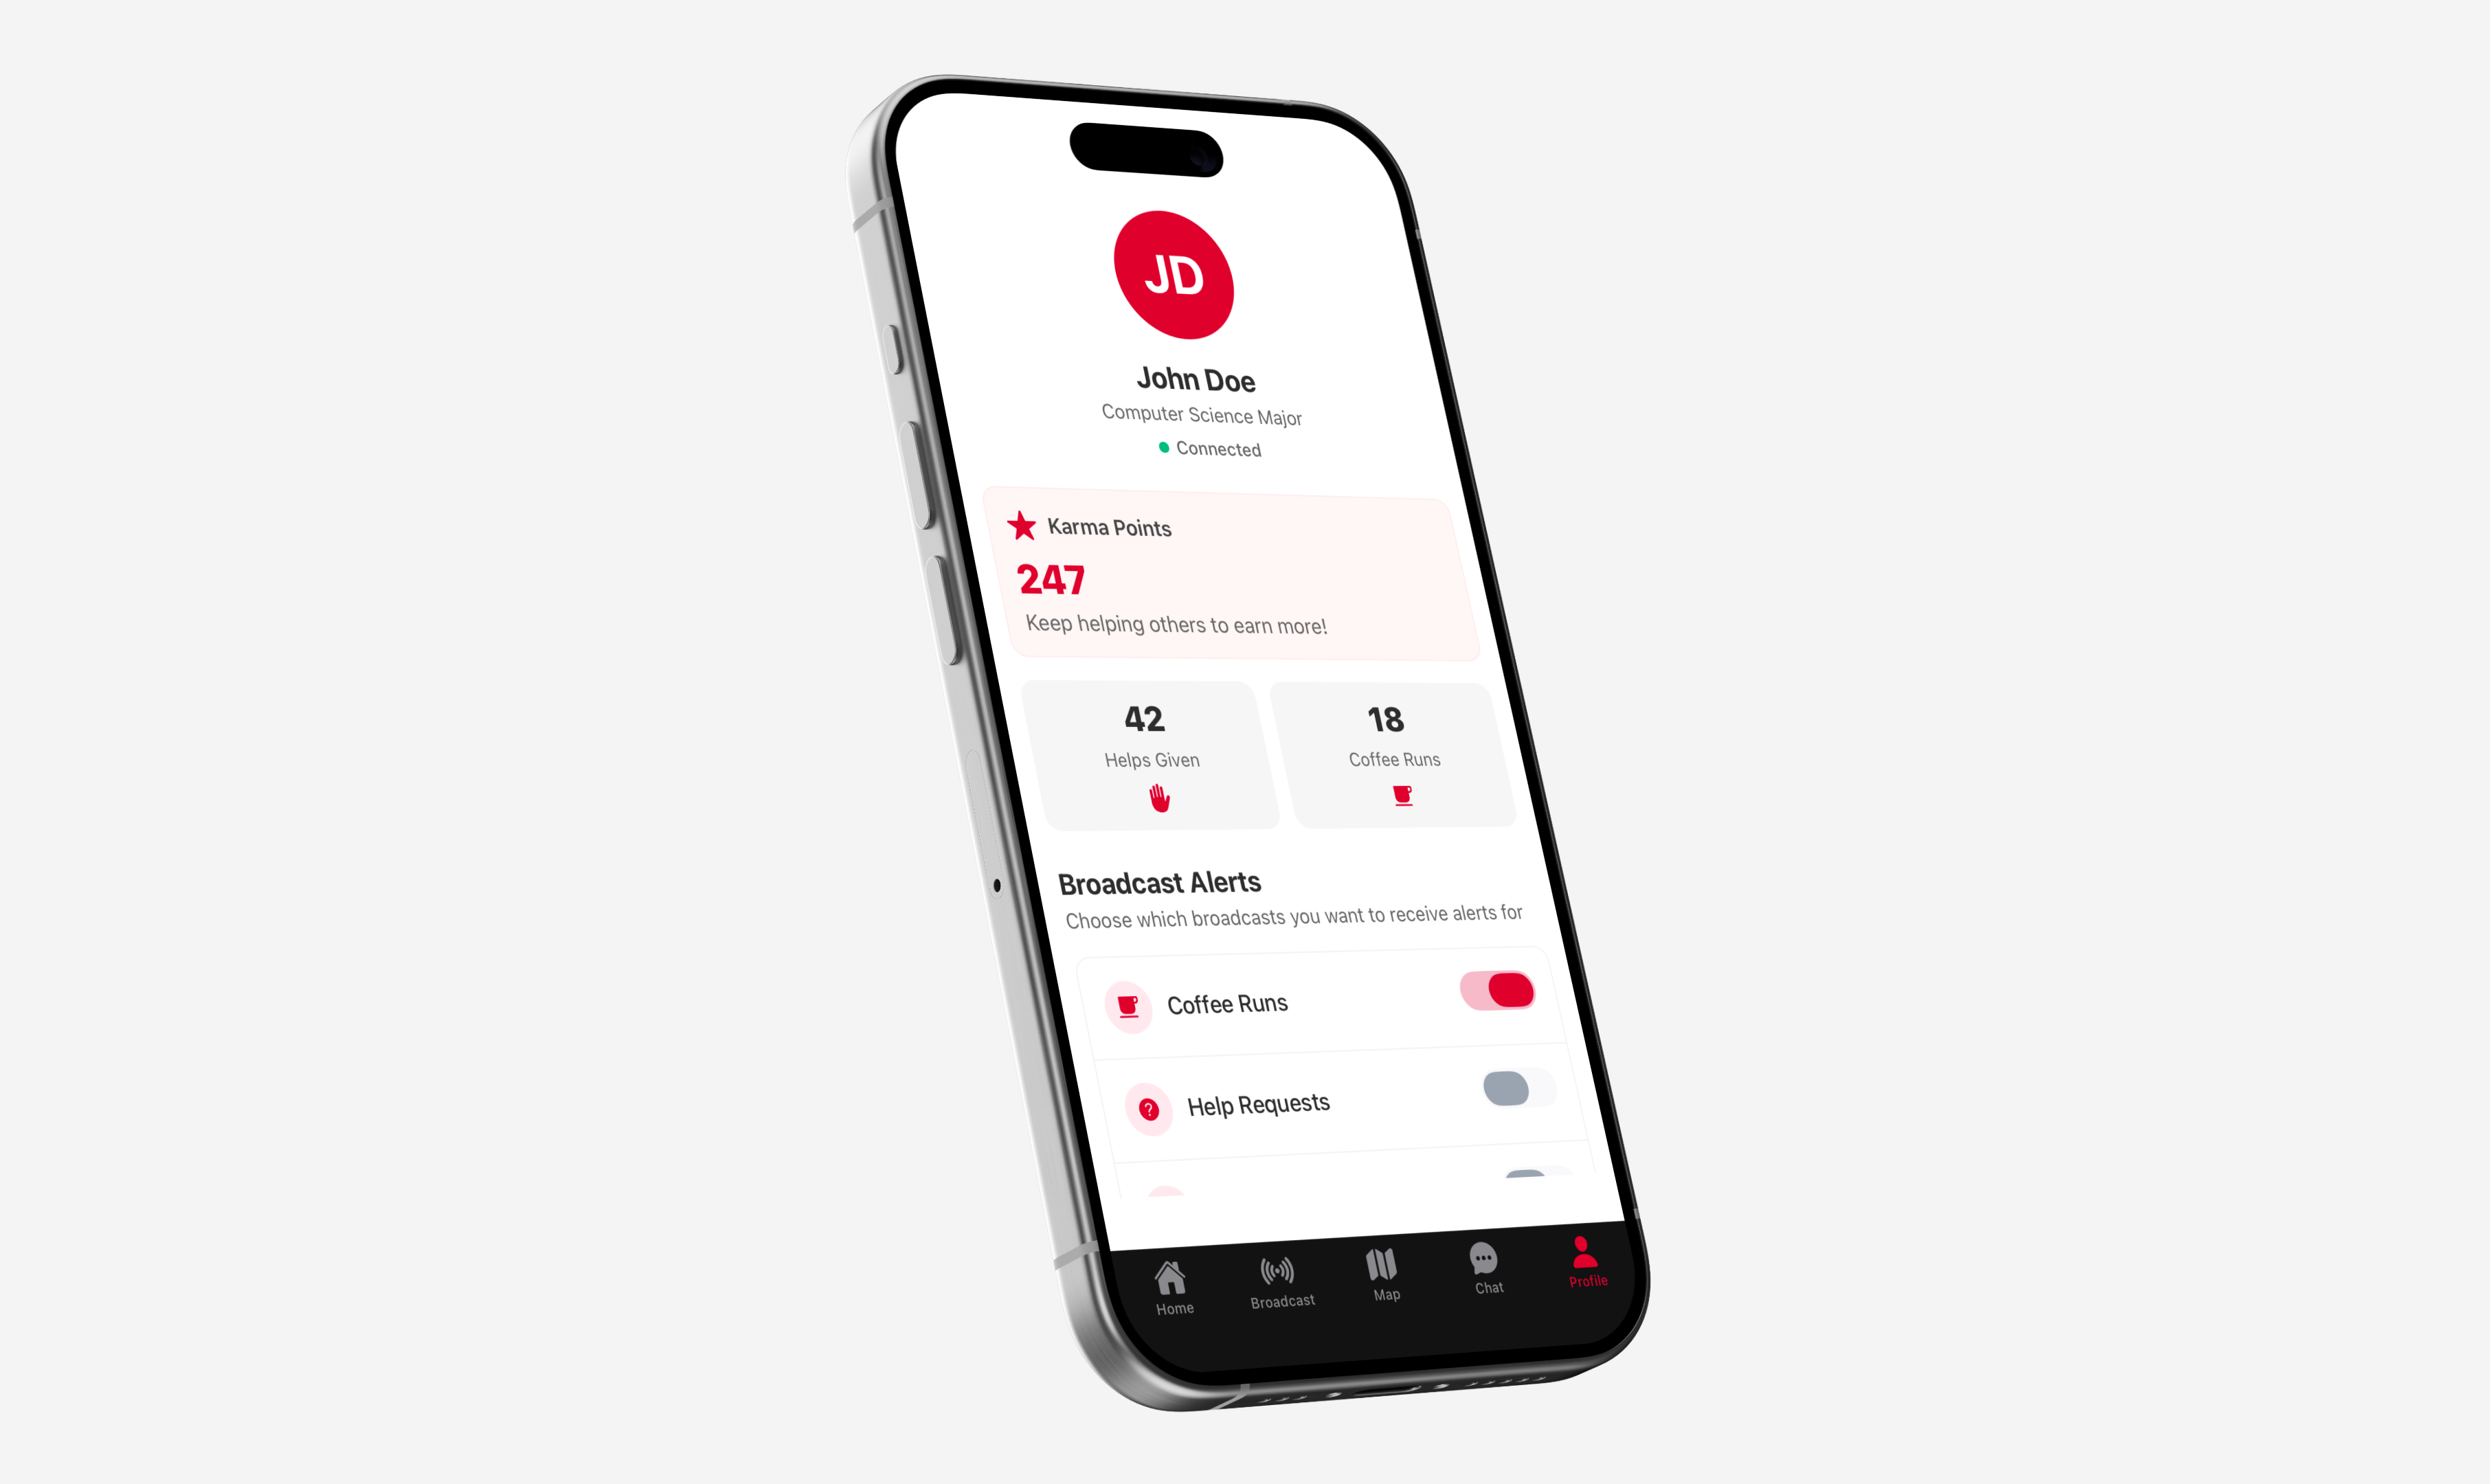 JD
John Doe
Computer Science Major
Connected
Karma Points
247
Keep helping others to earn more!
42
Helps Given
18
Coffee Runs
Broadcast Alerts
Choose which broadcasts you want to receive alerts for
Coffee Runs
?
Help Requests
Home
Broadcast
Map
Chat
Profile